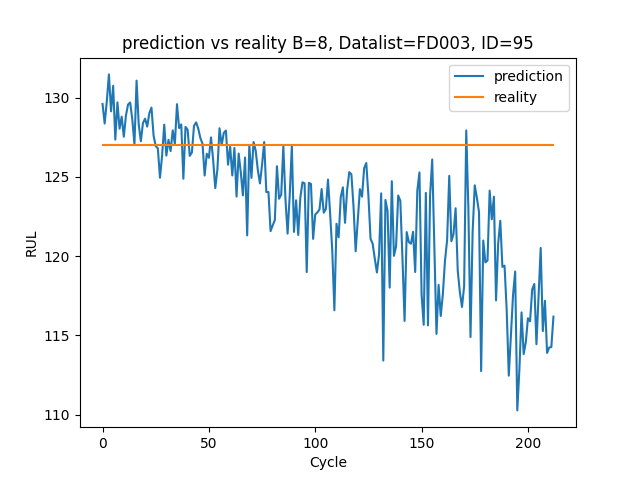 prediction vs reality B=8, Datalist=FD003, ID=95
prediction
reality
RUL
130
125
120
115
110
0
50
100
150
200
Cycle